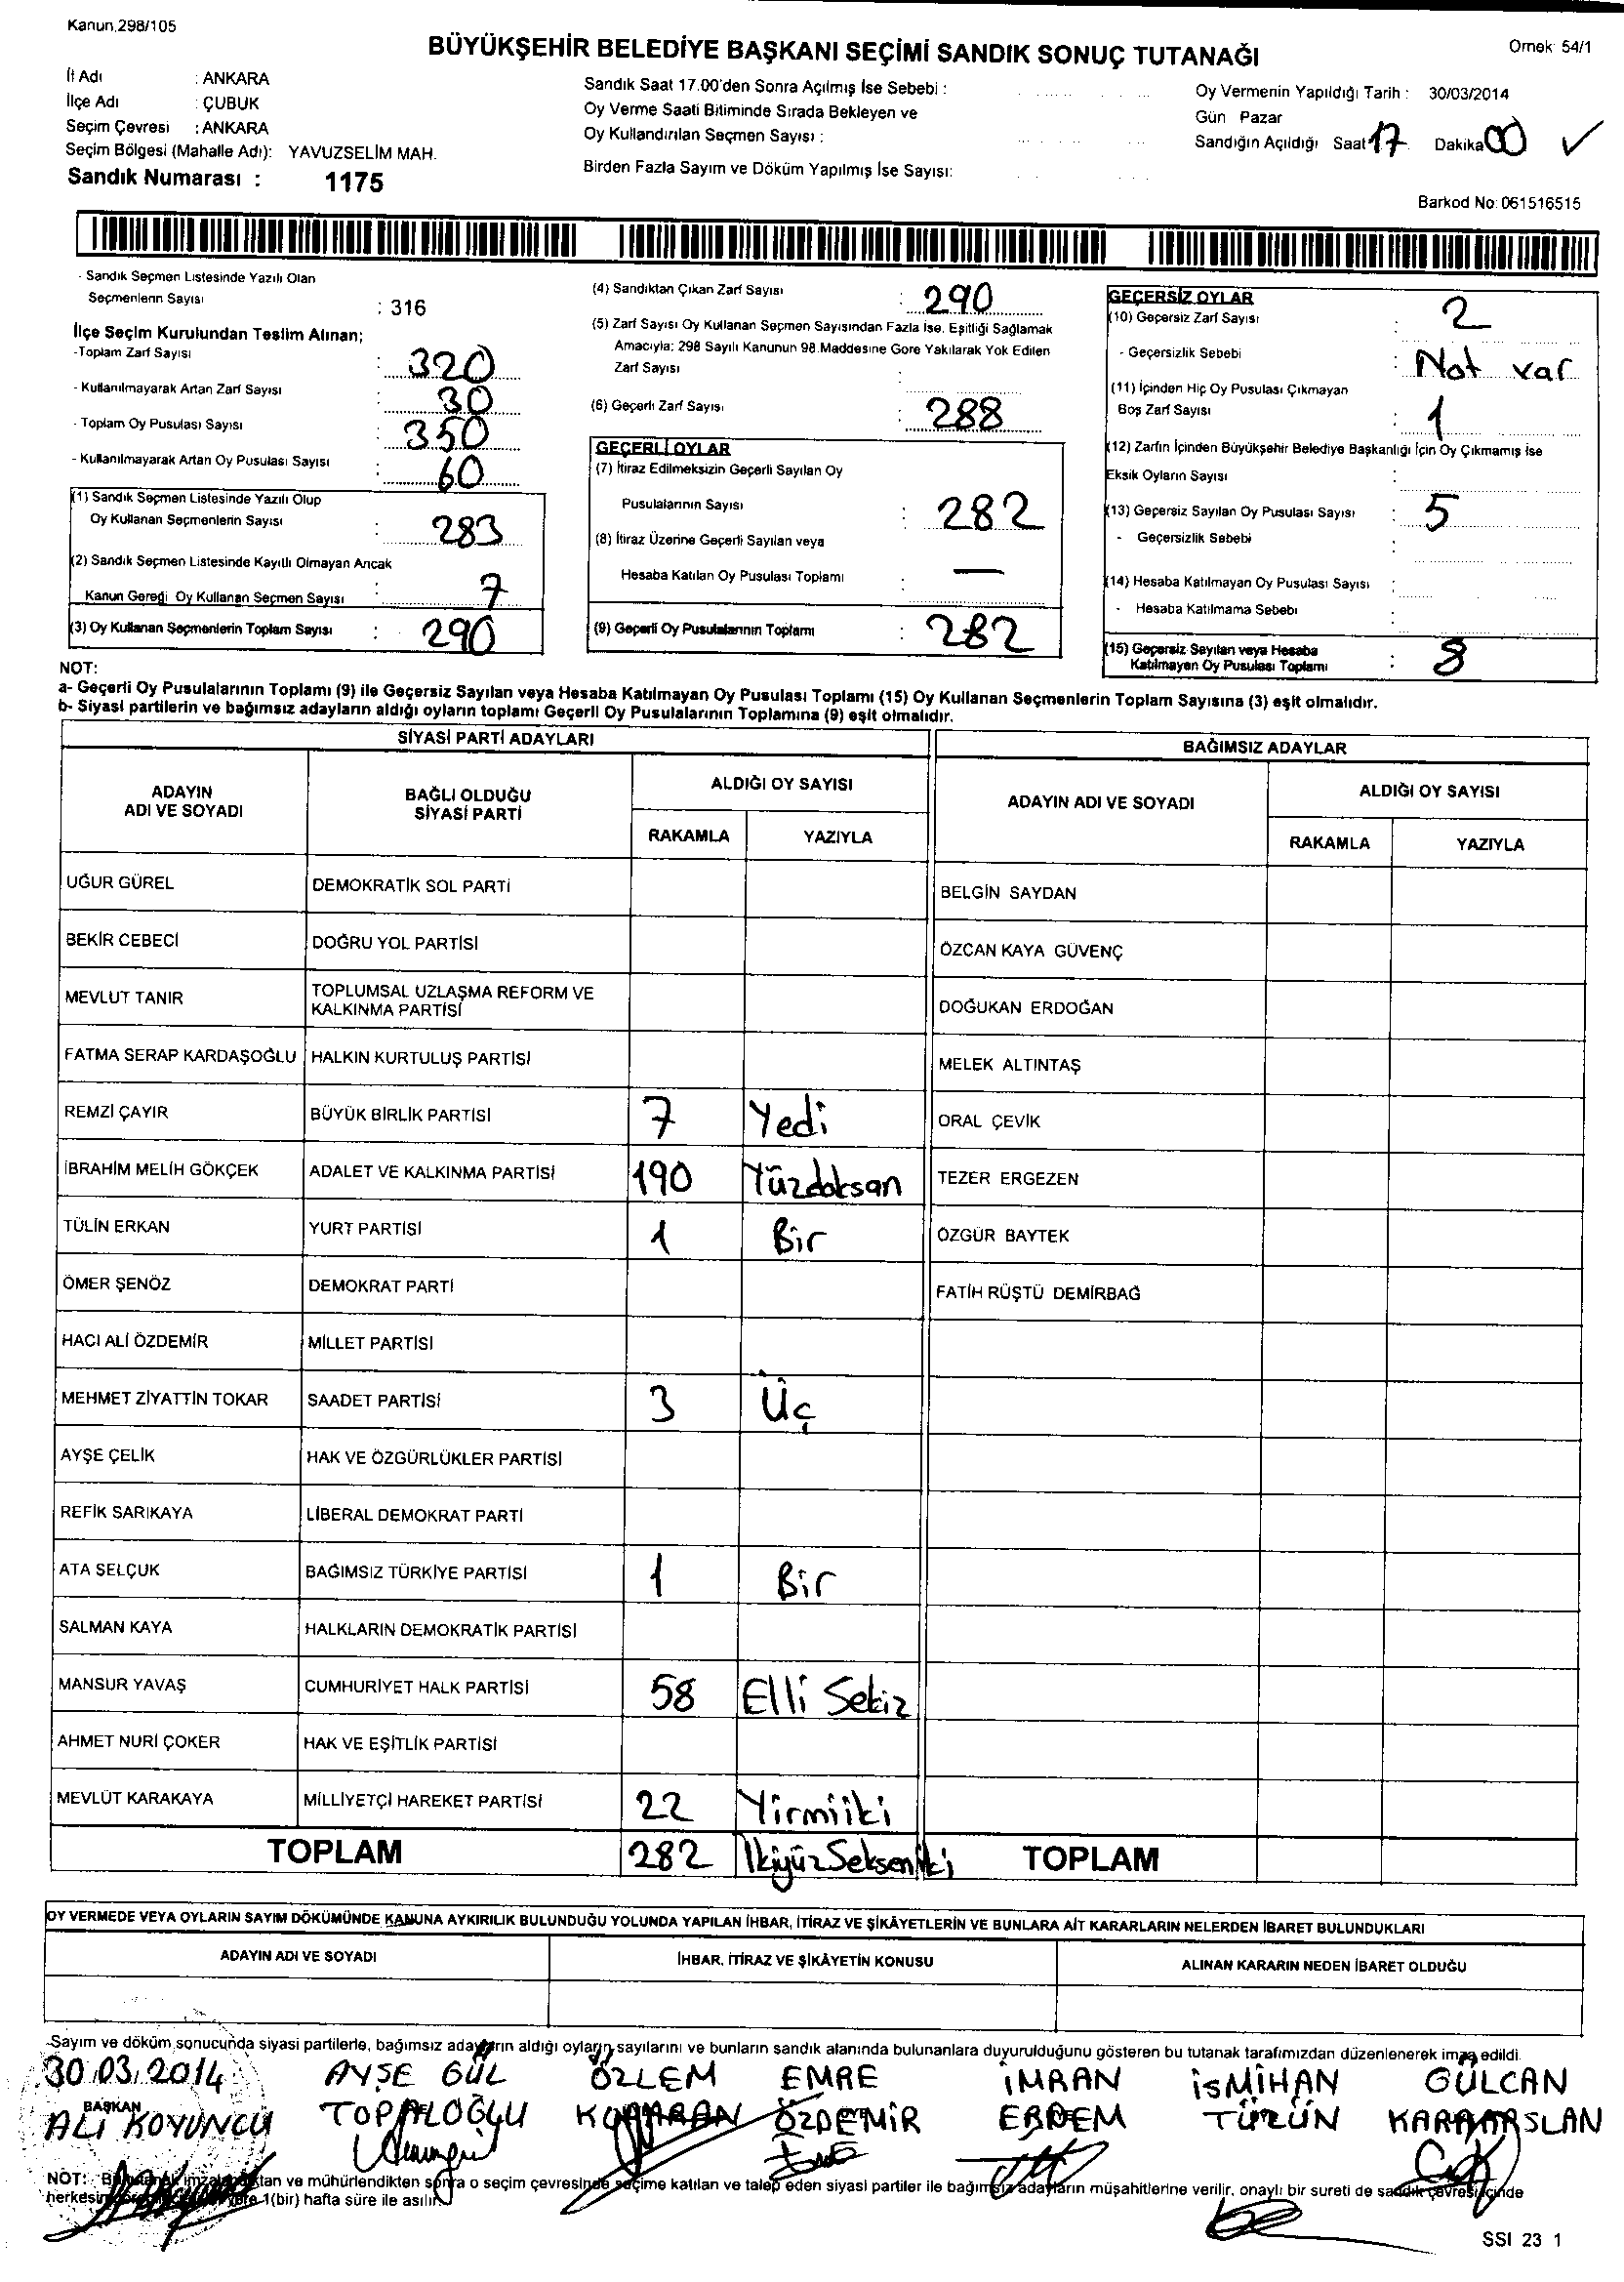 Kanun.298/105
BÜYÜKŞEHİR BELEDİYE BAŞKANI SEÇİMİ SANDIK SONUÇ TUTANAĞI
Örnek 54/1
İl Adı : ANKARA
İlçe Adı : ÇUBUK
Seçim Çevresi : ANKARA
Seçim Bölgesi (Mahalle Adı): YAVUZSELİM MAH.
Sandık Numarası : 1175
Sandık Saat 17.00'den Sonra Açılmış İse Sebebi :
Oy Verme Saati Bitiminde Sırada Bekleyen ve
Oy Kullandırılan Seçmen Sayısı :
Birden Fazla Sayım ve Döküm Yapılmış İse Sayısı:
Oy Vermenin Yapıldığı Tarih : 30/03/2014
Gün Pazar
Sandığın Açıldığı Saat 17 Dakika 00 ✓
Barkod No: 061516515
- Sandık Seçmen Listesinde Yazılı Olan
Seçmenlerin Sayısı : 316
İlçe Seçim Kurulundan Teslim Alınan;
-Toplam Zarf Sayısı : 320
- Kullanılmayarak Artan Zarf Sayısı : 30
- Toplam Oy Pusulası Sayısı : 350
- Kullanılmayarak Artan Oy Pusulası Sayısı : 60
(1) Sandık Seçmen Listesinde Yazılı Olup
Oy Kullanan Seçmenlerin Sayısı : 283
(2) Sandık Seçmen Listesinde Kayıtlı Olmayan Ancak
Kanun Gereği Oy Kullanan Seçmen Sayısı : 7
(3) Oy Kullanan Seçmenlerin Toplam Sayısı : 290
(4) Sandıktan Çıkan Zarf Sayısı : 290
(5) Zarf Sayısı Oy Kullanan Seçmen Sayısından Fazla İse, Eşitliği Sağlamak
Amacıyla: 298 Sayılı Kanunun 98.Maddesine Göre Yakılarak Yok Edilen
Zarf Sayısı :
(6) Geçerli Zarf Sayısı : 288
GEÇERLİ OYLAR
(7) İtiraz Edilmeksizin Geçerli Sayılan Oy
Pusulalarının Sayısı : 282
(8) İtiraz Üzerine Geçerli Sayılan veya
Hesaba Katılan Oy Pusulası Toplamı : —
(9) Geçerli Oy Pusulalarının Toplamı : 282
GEÇERSİZ OYLAR
(10) Geçersiz Zarf Sayısı : 2
- Geçersizlik Sebebi : Not var
(11) İçinden Hiç Oy Pusulası Çıkmayan
Boş Zarf Sayısı : 1
(12) Zarfın İçinden Büyükşehir Belediye Başkanlığı İçin Oy Çıkmamış İse
Eksik Oyların Sayısı :
(13) Geçersiz Sayılan Oy Pusulası Sayısı : 5
- Geçersizlik Sebebi :
(14) Hesaba Katılmayan Oy Pusulası Sayısı :
- Hesaba Katılmama Sebebi :
(15) Geçersiz Sayılan veya Hesaba
Katılmayan Oy Pusulası Toplamı : 8
NOT:
a- Geçerli Oy Pusulalarının Toplamı (9) ile Geçersiz Sayılan veya Hesaba Katılmayan Oy Pusulası Toplamı (15) Oy Kullanan Seçmenlerin Toplam Sayısına (3) eşit olmalıdır.
b- Siyasi partilerin ve bağımsız adayların aldığı oyların toplamı Geçerli Oy Pusulalarının Toplamına (9) eşit olmalıdır.
SİYASİ PARTİ ADAYLARI
BAĞIMSIZ ADAYLAR
ADAYIN ADI VE SOYADI
BAĞLI OLDUĞU SİYASİ PARTİ
ALDIĞI OY SAYISI
RAKAMLA YAZIYLA
ADAYIN ADI VE SOYADI
ALDIĞI OY SAYISI
RAKAMLA YAZIYLA
UĞUR GÜREL DEMOKRATİK SOL PARTİ BELGİN SAYDAN
BEKİR CEBECİ DOĞRU YOL PARTİSİ ÖZCAN KAYA GÜVENÇ
MEVLUT TANIR TOPLUMSAL UZLAŞMA REFORM VE KALKINMA PARTİSİ DOĞUKAN ERDOĞAN
FATMA SERAP KARDAŞOĞLU HALKIN KURTULUŞ PARTİSİ MELEK ALTINTAŞ
REMZİ ÇAYIR BÜYÜK BİRLİK PARTİSİ 7 Yedi ORAL ÇEVİK
İBRAHİM MELİH GÖKÇEK ADALET VE KALKINMA PARTİSİ 190 Yüzdoksan TEZER ERGEZEN
TÜLİN ERKAN YURT PARTİSİ 1 Bir ÖZGÜR BAYTEK
ÖMER ŞENÖZ DEMOKRAT PARTİ FATİH RÜŞTÜ DEMİRBAĞ
HACI ALİ ÖZDEMİR MİLLET PARTİSİ
MEHMET ZİYATTİN TOKAR SAADET PARTİSİ 3 Üç
AYŞE ÇELİK HAK VE ÖZGÜRLÜKLER PARTİSİ
REFİK SARIKAYA LİBERAL DEMOKRAT PARTİ
ATA SELÇUK BAĞIMSIZ TÜRKİYE PARTİSİ 1 Bir
SALMAN KAYA HALKLARIN DEMOKRATİK PARTİSİ
MANSUR YAVAŞ CUMHURİYET HALK PARTİSİ 58 Elli Sekiz
AHMET NURİ ÇOKER HAK VE EŞİTLİK PARTİSİ
MEVLÜT KARAKAYA MİLLİYETÇİ HAREKET PARTİSİ 22 Yirmiiki
TOPLAM 282 İkiyüzSekseniki TOPLAM
OY VERMEDE VEYA OYLARIN SAYIM DÖKÜMÜNDE KANUNA AYKIRILIK BULUNDUĞU YOLUNDA YAPILAN İHBAR, İTİRAZ VE ŞİKÂYETLERİN VE BUNLARA AİT KARARLARIN NELERDEN İBARET BULUNDUKLARI
ADAYIN ADI VE SOYADI İHBAR, İTİRAZ VE ŞİKÂYETİN KONUSU ALINAN KARARIN NEDEN İBARET OLDUĞU
Sayım ve döküm sonucunda siyasi partilerle, bağımsız adayların aldığı oyların sayılarını ve bunların sandık alanında bulunanlara duyurulduğunu gösteren bu tutanak tarafımızdan düzenlenerek imza edildi.
30.03.2014 AYŞE GÜL ÖZLEM EMRE İMRAN İSMİHAN GÜLCAN
BAŞKAN
ALİ KOYUNCU TOPALOĞLU ÖZDEMİR ERDEM TÜRÜN KARAARSLAN
NOT: Bu tutanak imzalandıktan ve mühürlendikten sonra o seçim çevresinde seçime katılan ve talep eden siyasi partiler ile bağımsız adayların müşahitlerine verilir, onaylı bir sureti de sandık çevresi içinde
1(bir) hafta süre ile asılır.
SSI 23 1